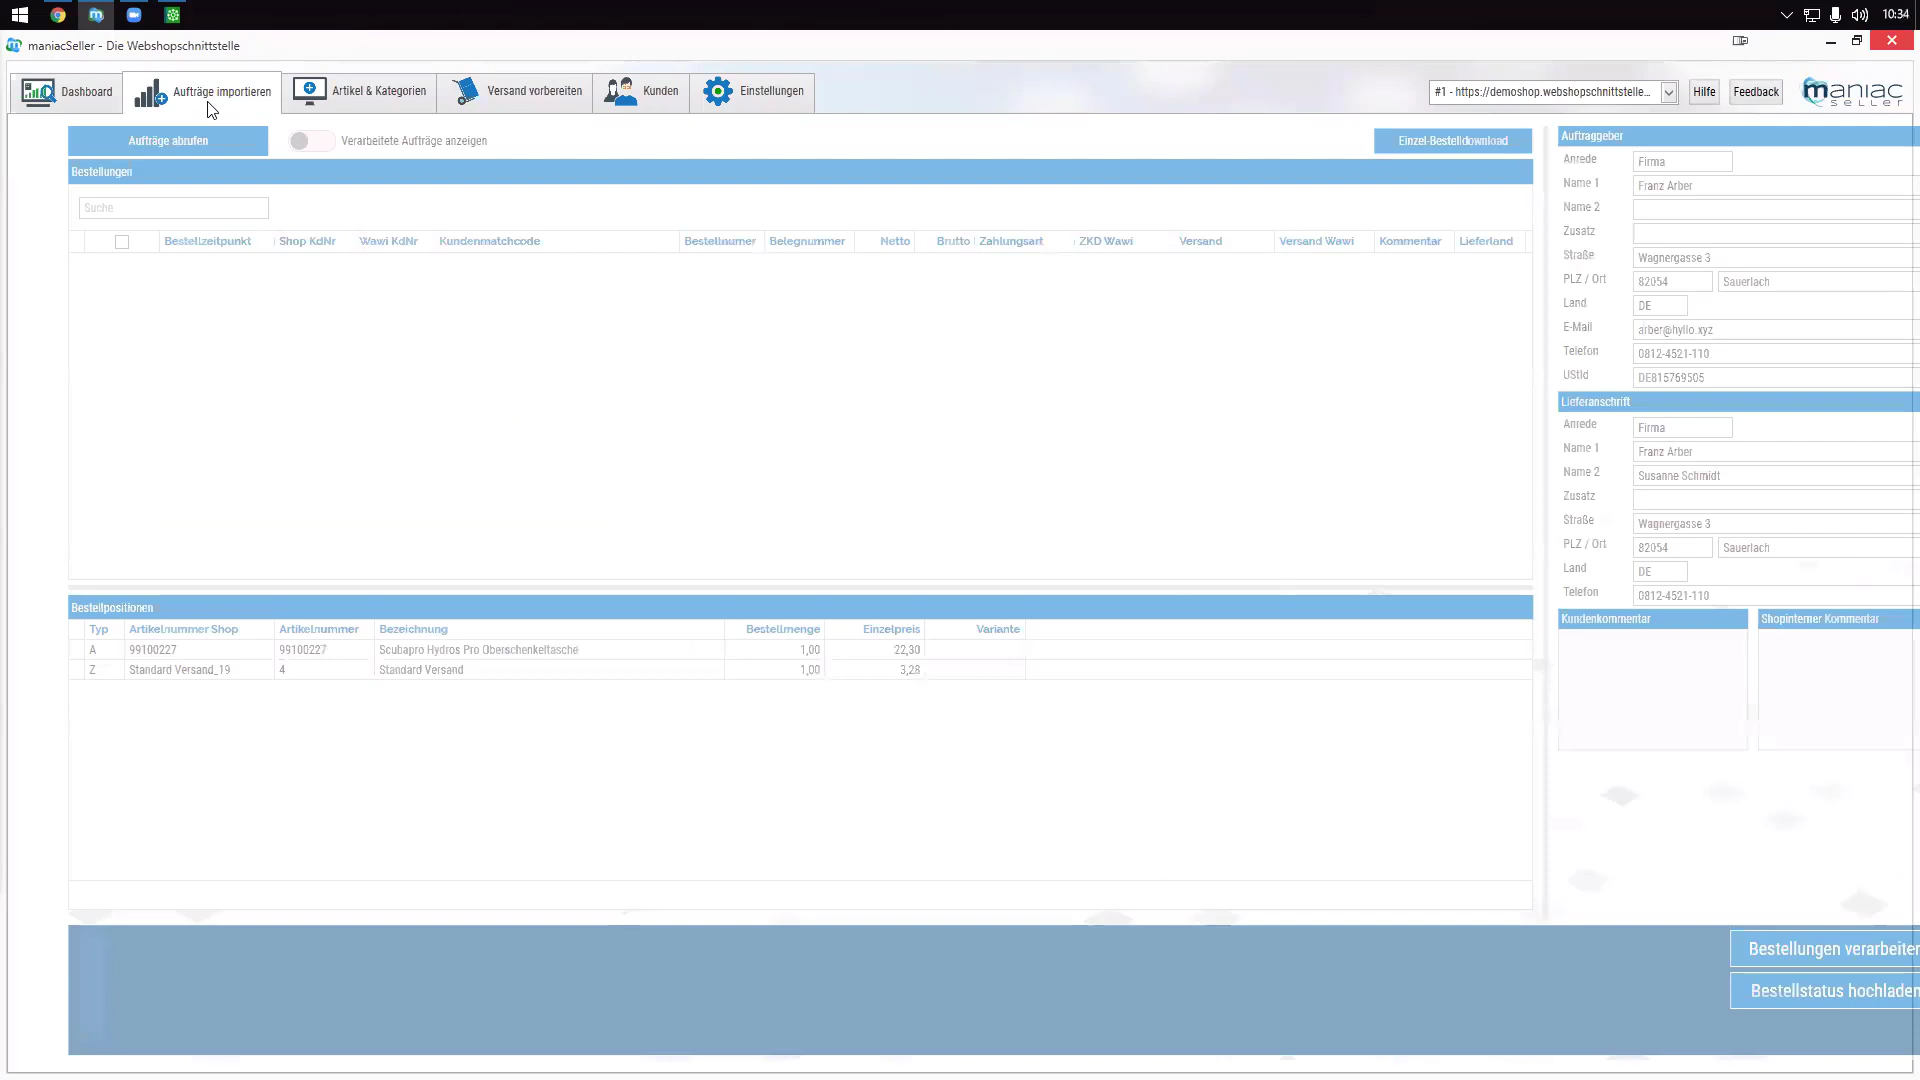 10:34
maniacSeller - Die Webshopschnittstelle
Dashboard
Aufträge importieren
Artikel & Kategorien
Versand vorbereiten
Kunden
Einstellungen
#1 - https://demoshop.webshopschnittstelle...
Hilfe
Feedback
maniac
seller
Aufträge abrufen
Verarbeitete Aufträge anzeigen
Einzel-Bestelldownload
Bestellungen
Suche
Bestellzeitpunkt Shop KdNr Wawi KdNr Kundenmatchcode Bestellnumer Belegnummer Netto Brutto Zahlungsart ZKD Wawi Versand Versand Wawi Kommentar Lieferland
Bestellpositionen
Typ Artikelnummer Shop Artikelnummer Bezeichnung Bestellmenge Einzelpreis Variante
A 99100227 99100227 Scubapro Hydros Pro Oberschenkeltasche 1,00 22,30
Z Standard Versand_19 4 Standard Versand 1,00 3,28
Auftraggeber
Anrede Firma
Name 1 Franz Arber
Name 2
Zusatz
Straße Wagnergasse 3
PLZ / Ort 82054 Sauerlach
Land DE
E-Mail arber@hyllo.xyz
Telefon 0812-4521-110
UStId DE815769505
Lieferanschrift
Anrede Firma
Name 1 Franz Arber
Name 2 Susanne Schmidt
Zusatz
Straße Wagnergasse 3
PLZ / Ort 82054 Sauerlach
Land DE
Telefon 0812-4521-110
Kundenkommentar Shopinterner Kommentar
Bestellungen verarbeiten
Bestellstatus hochladen